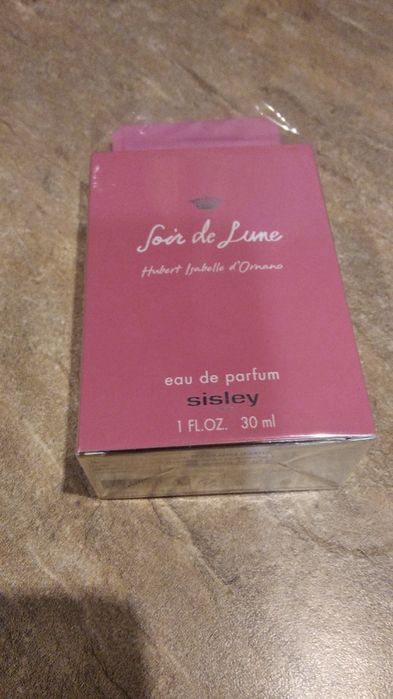 Soir de Lune
Hubert Isabelle d'Ornano
eau de parfum
sisley
1 FL.OZ. 30 ml